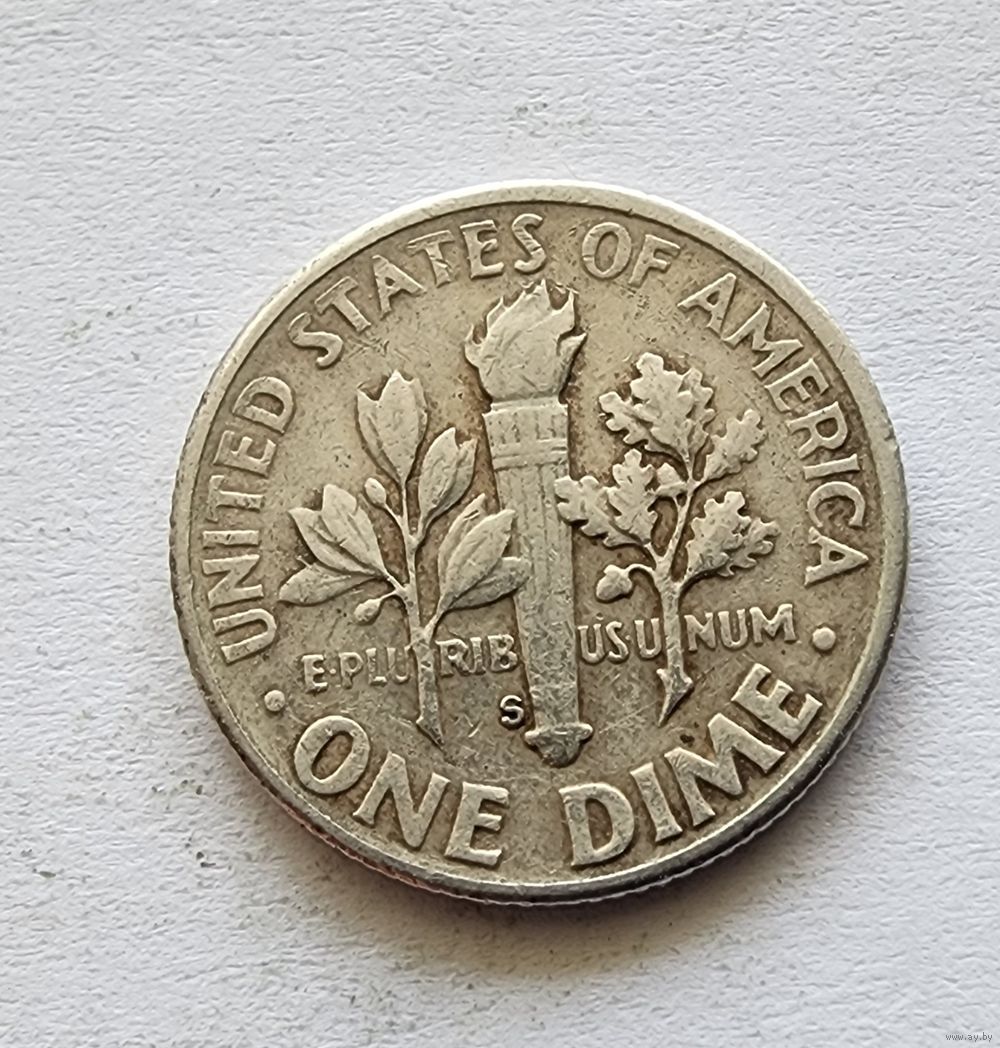 UNITED STATES OF AMERICA
E·PLURIBUS UNUM
S
· ONE DIME ·
www.ay.by